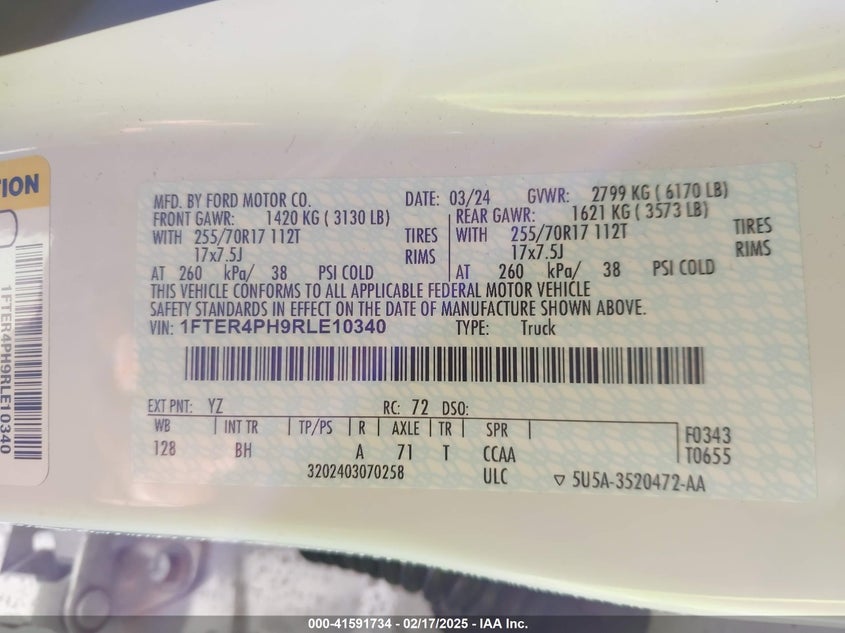 TION
1FTER4PH9RLE10340
MFD. BY FORD MOTOR CO. DATE: 03/24 GVWR: 2799 KG ( 6170 LB)
FRONT GAWR: 1420 KG ( 3130 LB) REAR GAWR: 1621 KG ( 3573 LB)
WITH 255/70R17 112T TIRES WITH 255/70R17 112T TIRES
17x7.5J RIMS 17x7.5J RIMS
AT 260 kPa/ 38 PSI COLD AT 260 kPa/ 38 PSI COLD
THIS VEHICLE CONFORMS TO ALL APPLICABLE FEDERAL MOTOR VEHICLE
SAFETY STANDARDS IN EFFECT ON THE DATE OF MANUFACTURE SHOWN ABOVE.
VIN: 1FTER4PH9RLE10340 TYPE: Truck
EXT PNT: YZ RC: 72 DSO:
WB INT TR TP/PS R AXLE TR SPR F0343
128 BH A 71 T CCAA T0655
3202403070258 ULC ▽ 5U5A-3520472-AA
000-41591734 — 02/17/2025 — IAA Inc.